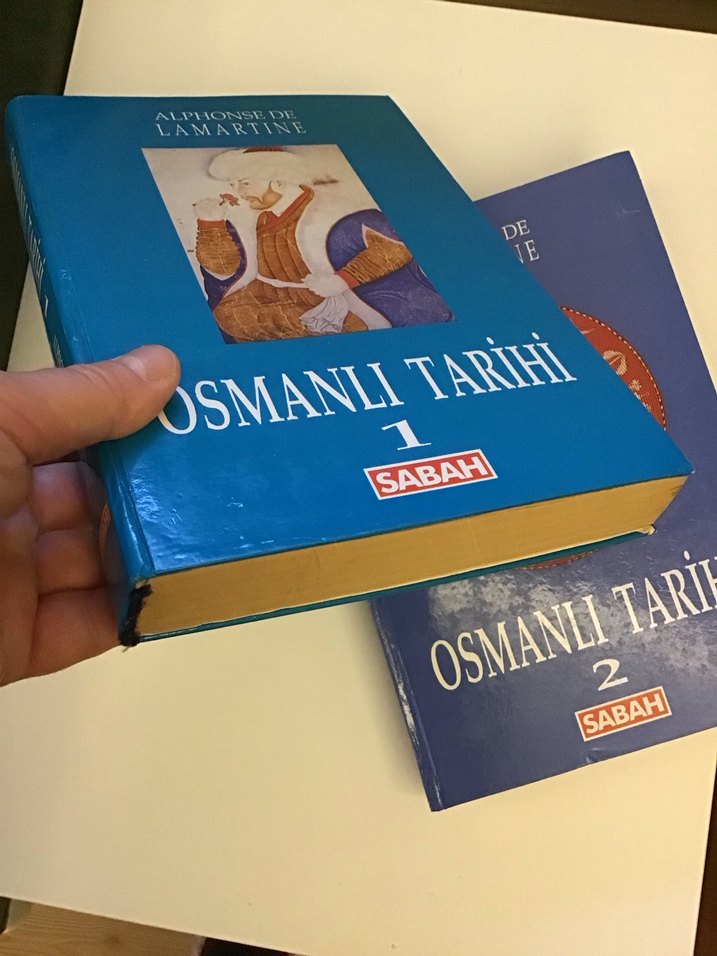 ALPHONSE DE
LAMARTINE
OSMANLI TARİHİ
1
SABAH
DE
NE
OSMANLI TARİH
2
SABAH